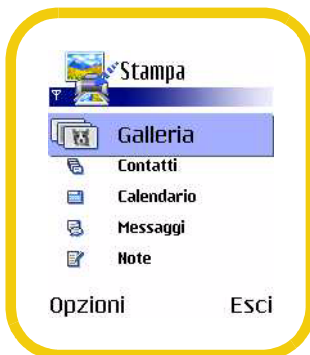 Stampa
Galleria
Contatti
Calendario
Messaggi
Note
Opzioni Esci